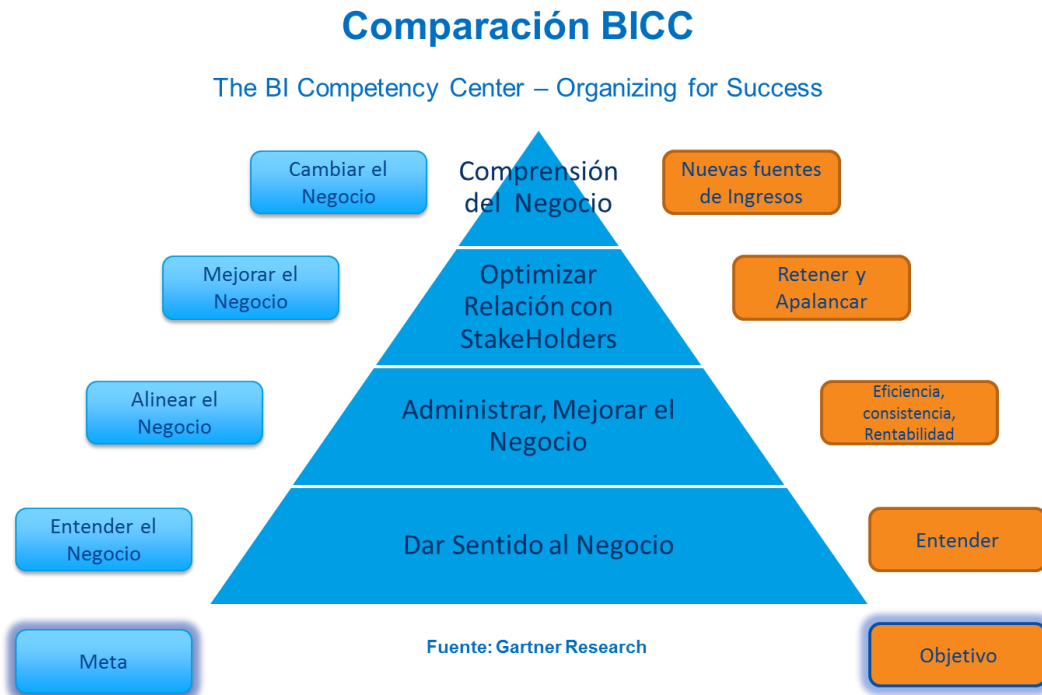 Comparación BICC
The BI Competency Center – Organizing for Success
Cambiar el
Negocio
Comprensión
del Negocio
Nuevas fuentes
de Ingresos
Mejorar el
Negocio
Optimizar
Relación con
StakeHolders
Retener y
Apalancar
Alinear el
Negocio
Administrar, Mejorar el
Negocio
Eficiencia,
consistencia,
Rentabilidad
Entender el
Negocio
Dar Sentido al Negocio
Entender
Meta
Fuente: Gartner Research
Objetivo